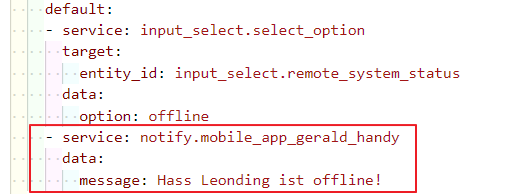 default:
- service: input_select.select_option
target:
entity_id: input_select.remote_system_status
data:
option: offline
- service: notify.mobile_app_gerald_handy
data:
message: Hass Leonding ist offline!